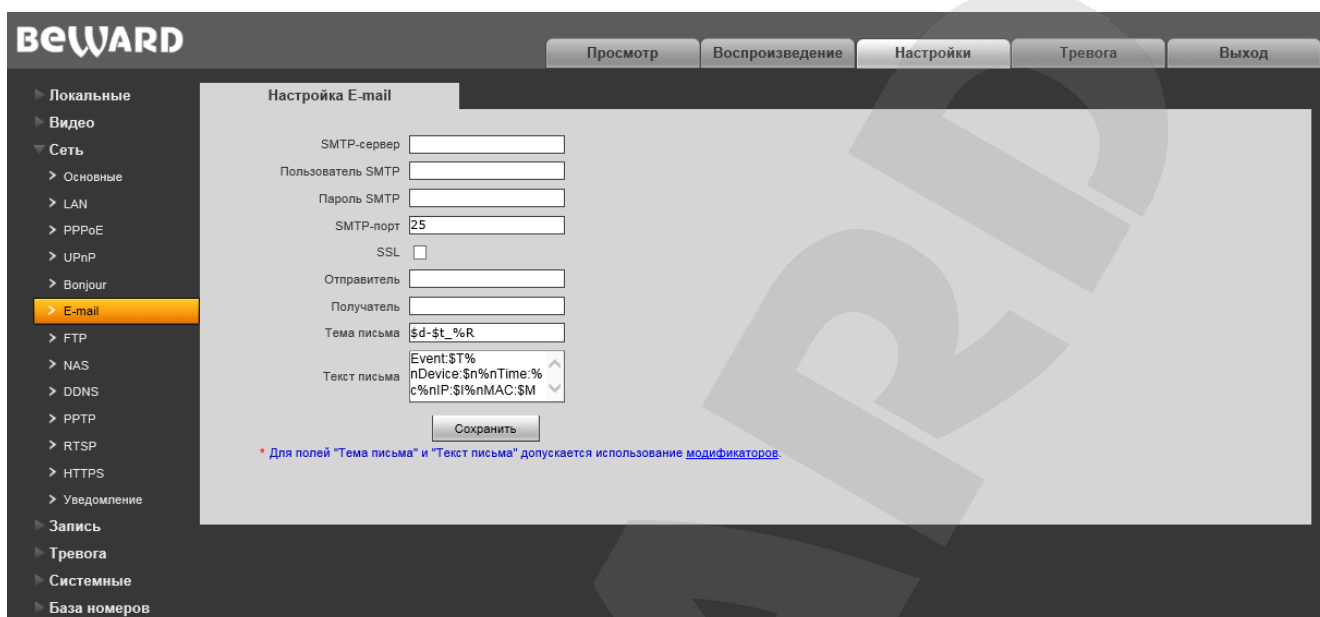 BEWARD
Просмотр
Воспроизведение
Настройки
Тревога
Выход
Локальные
Видео
Сеть
Основные
LAN
PPPoE
UPnP
Bonjour
E-mail
FTP
NAS
DDNS
PPTP
RTSP
HTTPS
Уведомление
Запись
Тревога
Системные
База номеров
Настройка E-mail
SMTP-сервер
Пользователь SMTP
Пароль SMTP
SMTP-порт 25
SSL
Отправитель
Получатель
Тема письма $d-$t_%R
Текст письма
Event:$T%
nDevice:$n%nTime:%
c%nIP:$I%nMAC:$M
Сохранить
* Для полей "Тема письма" и "Текст письма" допускается использование модификаторов.